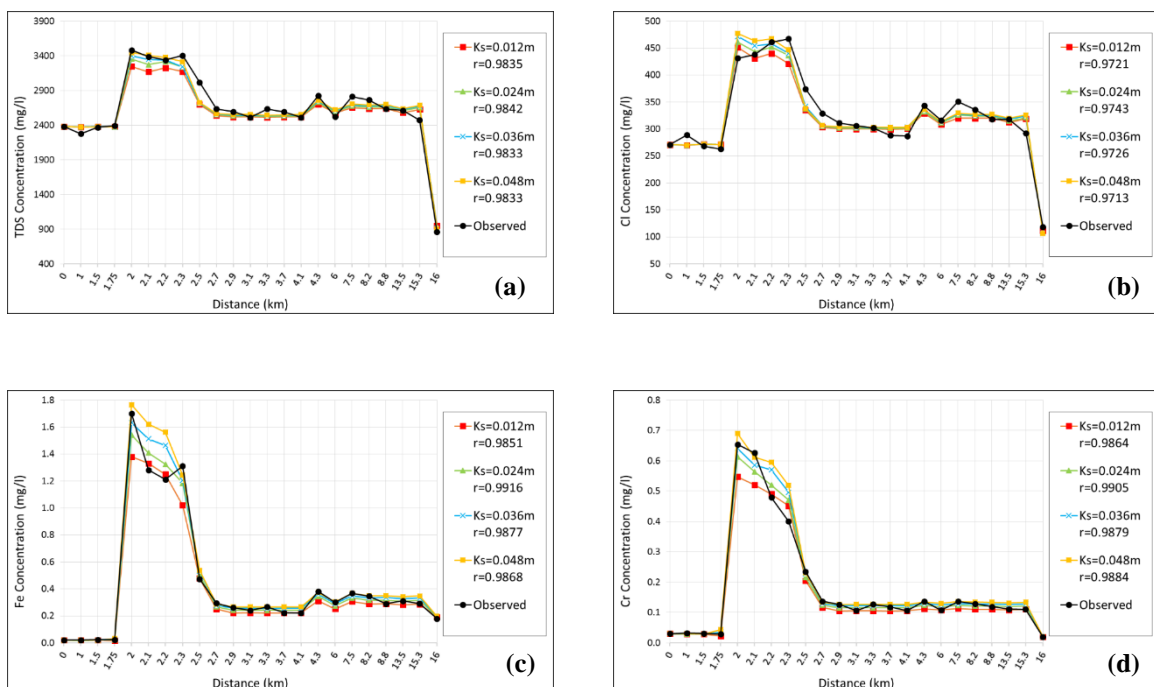 3900
3400
2900
2400
1900
1400
900
400
TDS Concentration (mg/l)
0 1 1.5 1.75 2 2.1 2.2 2.3 2.5 2.7 2.9 3.1 3.3 3.7 4.1 4.3 6 7.5 8.2 8.8 13.5 15.3 16
Distance (km)
Ks=0.012m
r=0.9835
Ks=0.024m
r=0.9842
Ks=0.036m
r=0.9833
Ks=0.048m
r=0.9833
Observed
(a)
500
450
400
350
300
250
200
150
100
50
Cl Concentration (mg/l)
0 1 1.5 1.75 2 2.1 2.2 2.3 2.5 2.7 2.9 3.1 3.3 3.7 4.1 4.3 6 7.5 8.2 8.8 13.5 15.3 16
Distance (km)
Ks=0.012m
r=0.9721
Ks=0.024m
r=0.9743
Ks=0.036m
r=0.9726
Ks=0.048m
r=0.9713
Observed
(b)
1.8
1.6
1.4
1.2
1.0
0.8
0.6
0.4
0.2
0.0
Fe Concentration (mg/l)
0 1 1.5 1.75 2 2.1 2.2 2.3 2.5 2.7 2.9 3.1 3.3 3.7 4.1 4.3 6 7.5 8.2 8.8 13.5 15.3 16
Distance (km)
Ks=0.012m
r=0.9851
Ks=0.024m
r=0.9916
Ks=0.036m
r=0.9877
Ks=0.048m
r=0.9868
Observed
(c)
0.8
0.7
0.6
0.5
0.4
0.3
0.2
0.1
0.0
Cr Concentration (mg/l)
0 1 1.5 1.75 2 2.1 2.2 2.3 2.5 2.7 2.9 3.1 3.3 3.7 4.1 4.3 6 7.5 8.2 8.8 13.5 15.3 16
Distance (km)
Ks=0.012m
r=0.9864
Ks=0.024m
r=0.9905
Ks=0.036m
r=0.9879
Ks=0.048m
r=0.9884
Observed
(d)